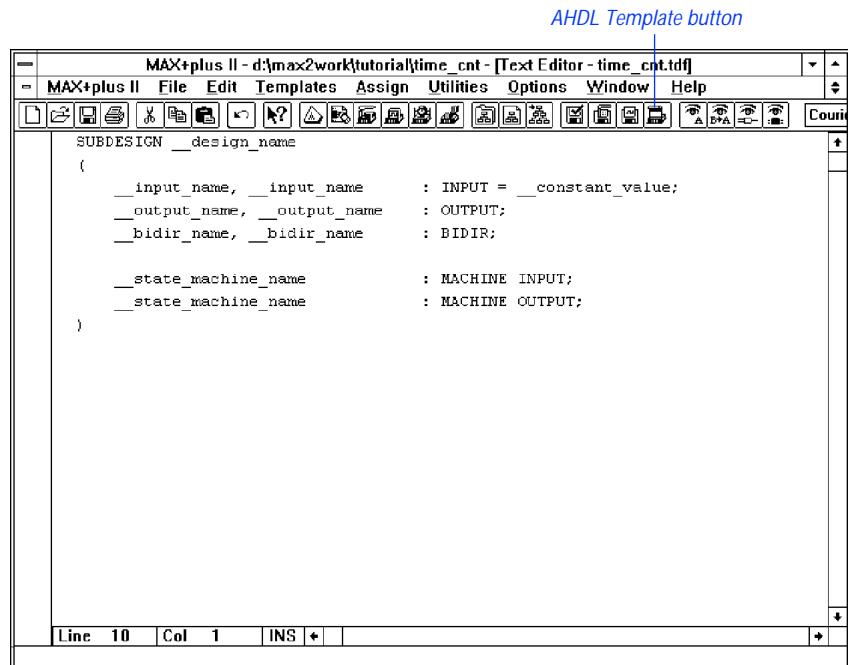 AHDL Template button
MAX+plus II - d:\max2work\tutorial\time_cnt - [Text Editor - time_cnt.tdf]
MAX+plus II File Edit Templates Assign Utilities Options Window Help
Couri
SUBDESIGN __design_name
(
__input_name, __input_name : INPUT = __constant_value;
__output_name, __output_name : OUTPUT;
__bidir_name, __bidir_name : BIDIR;
__state_machine_name : MACHINE INPUT;
__state_machine_name : MACHINE OUTPUT;
)
Line 10 Col 1 INS